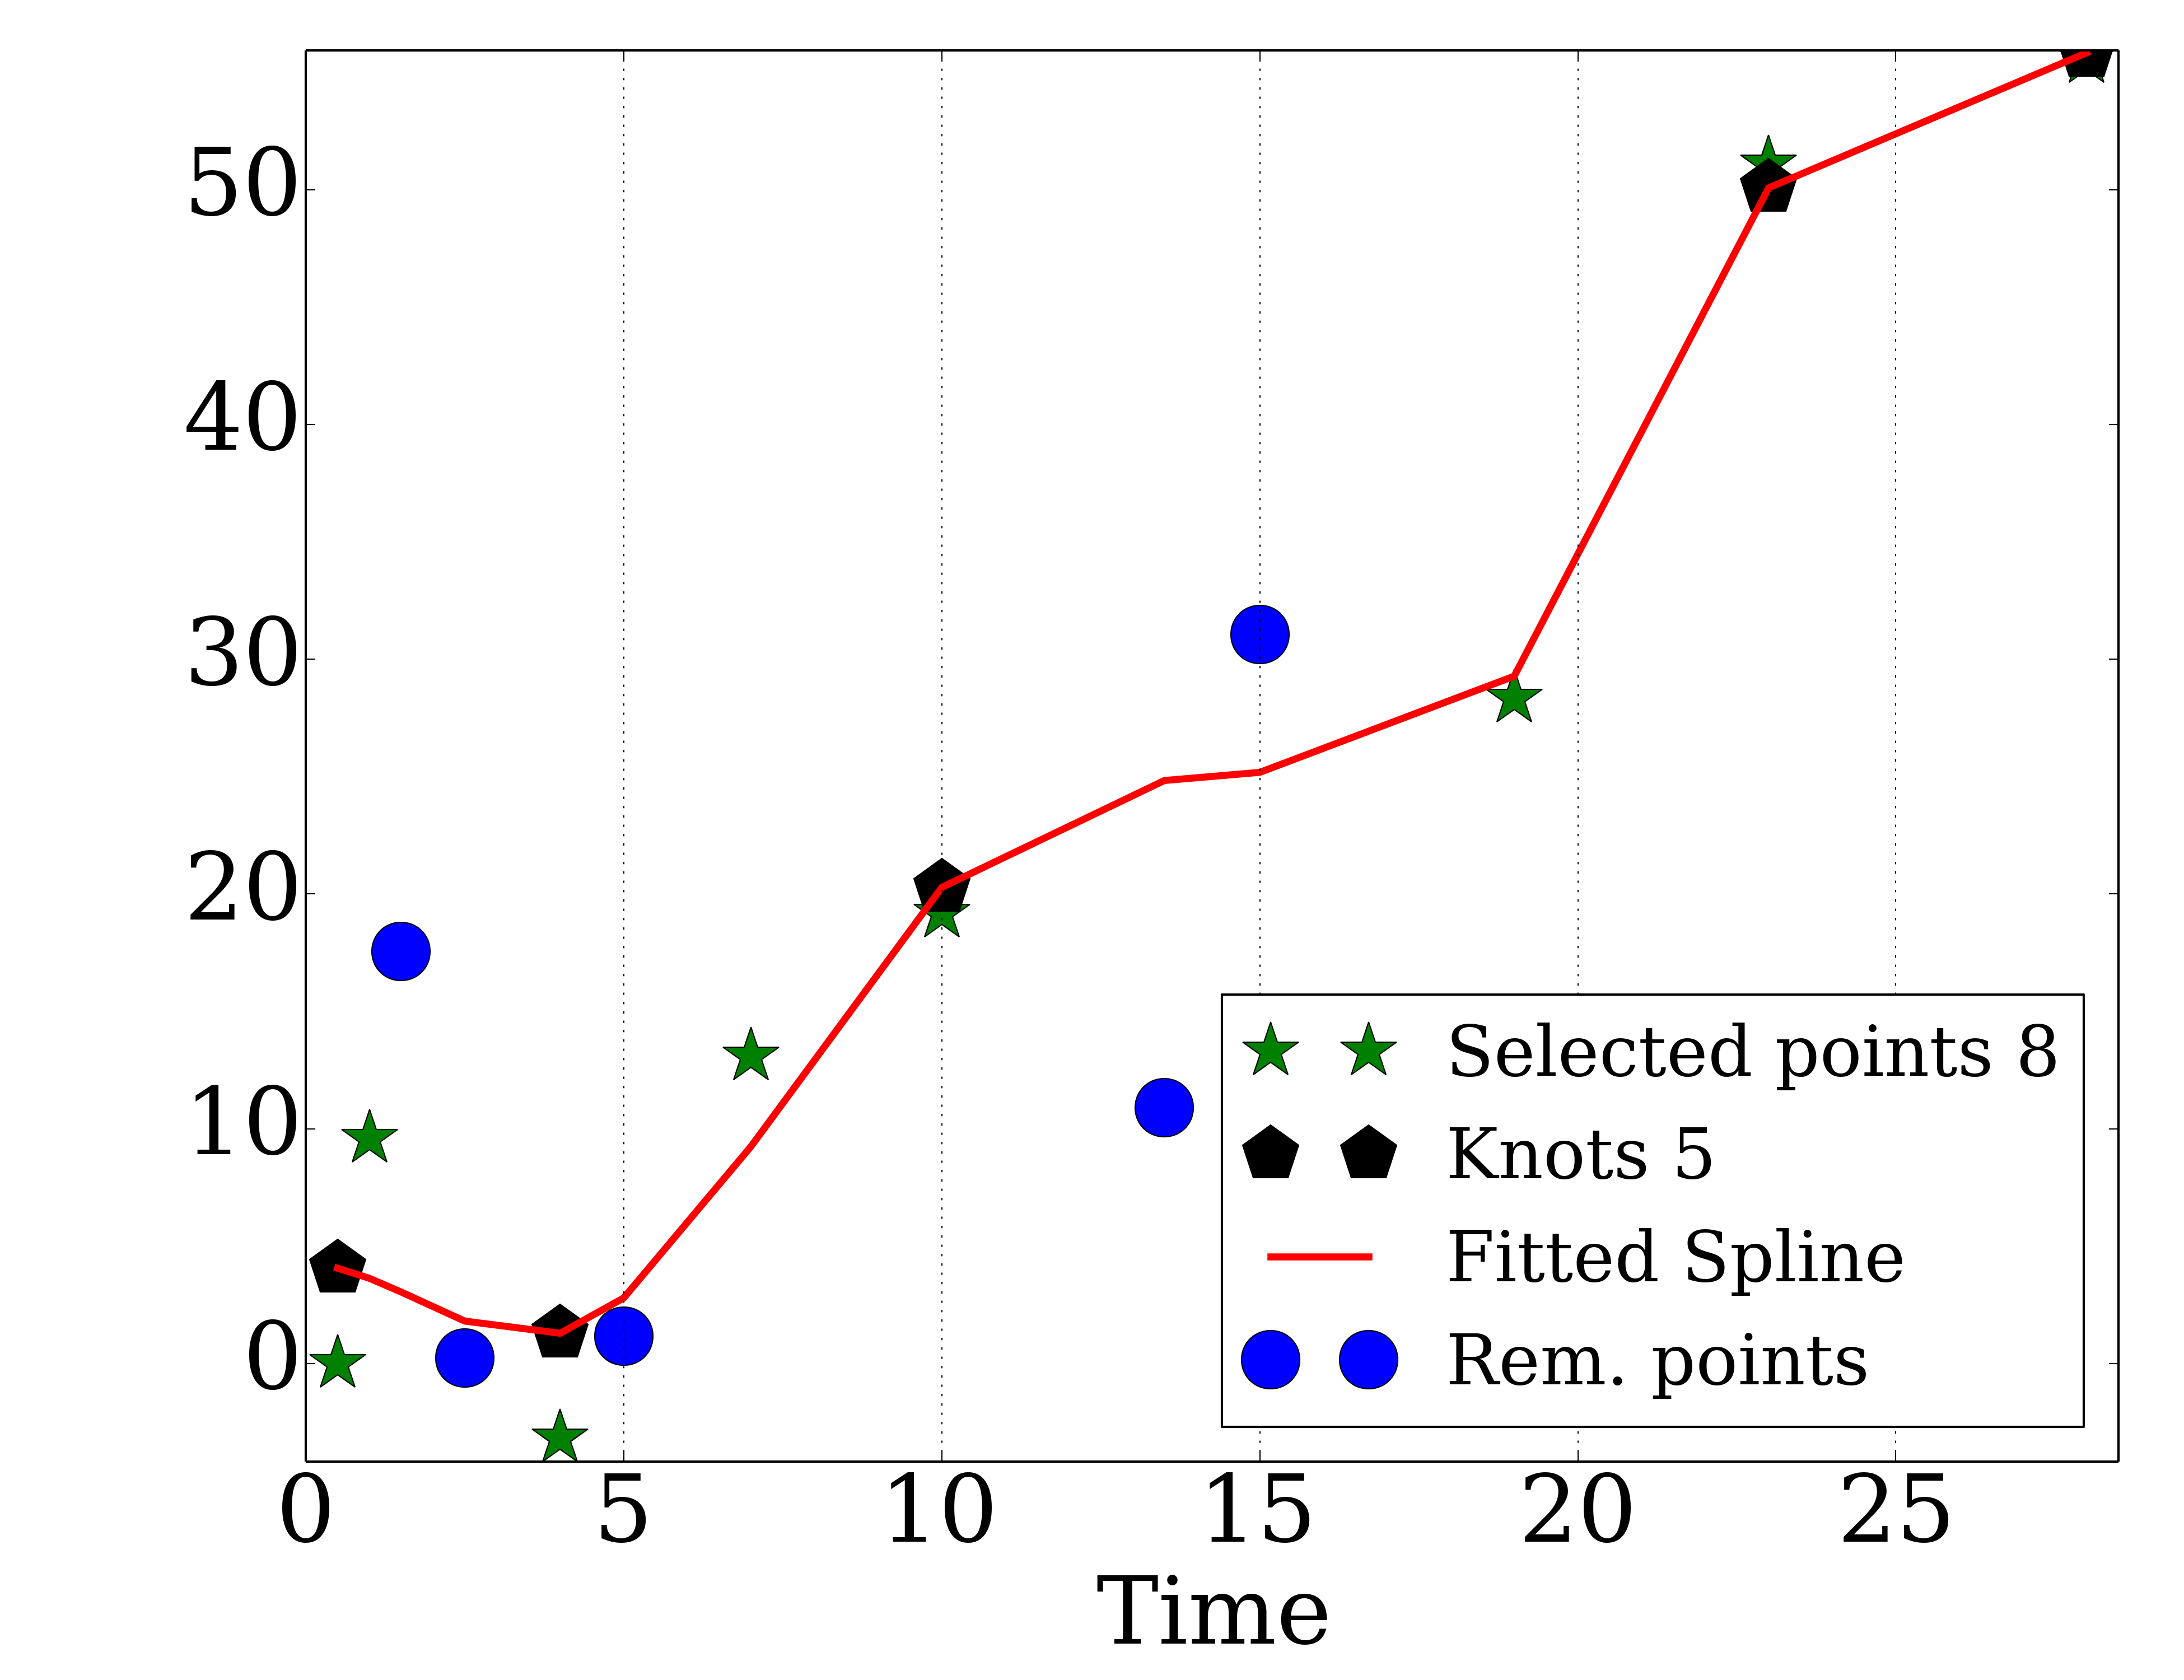 50
40
30
20
10
0
Selected points 8
Knots 5
Fitted Spline
Rem. points
0 5 10 15 20 25
Time